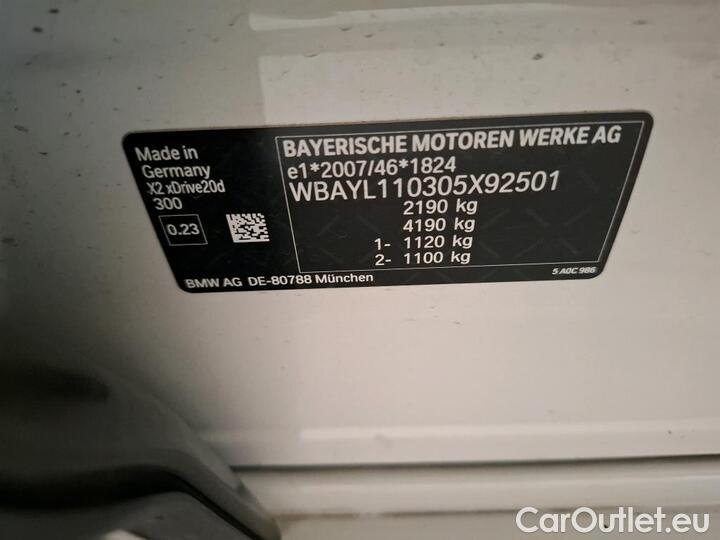 Made in
Germany
X2 xDrive20d
300
0.23
BAYERISCHE MOTOREN WERKE AG
e1*2007/46*1824
WBAYL110305X92501
2190 kg
4190 kg
1- 1120 kg
2- 1100 kg
BMW AG DE-80788 München
5 A0C 986
CarOutlet.eu